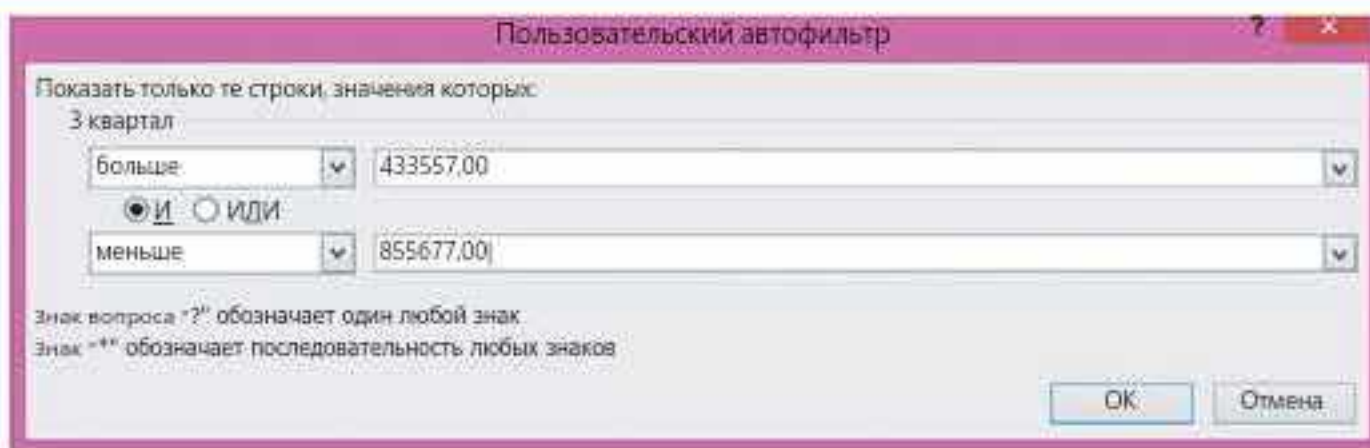 Пользовательский автофильтр ? x
Показать только те строки, значения которых:
3 квартал
больше 433557,00
И ИЛИ
меньше 855677,00
Знак вопроса "?" обозначает один любой знак
Знак "*" обозначает последовательность любых знаков
ОК Отмена